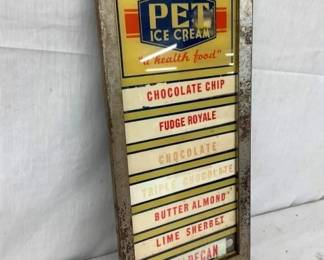 PET
ICE CREAM
"a health food"
CHOCOLATE CHIP
FUDGE ROYALE
CHOCOLATE
TRIPLE CHOCOLATE
BUTTER ALMOND
LIME SHERBET
PECAN